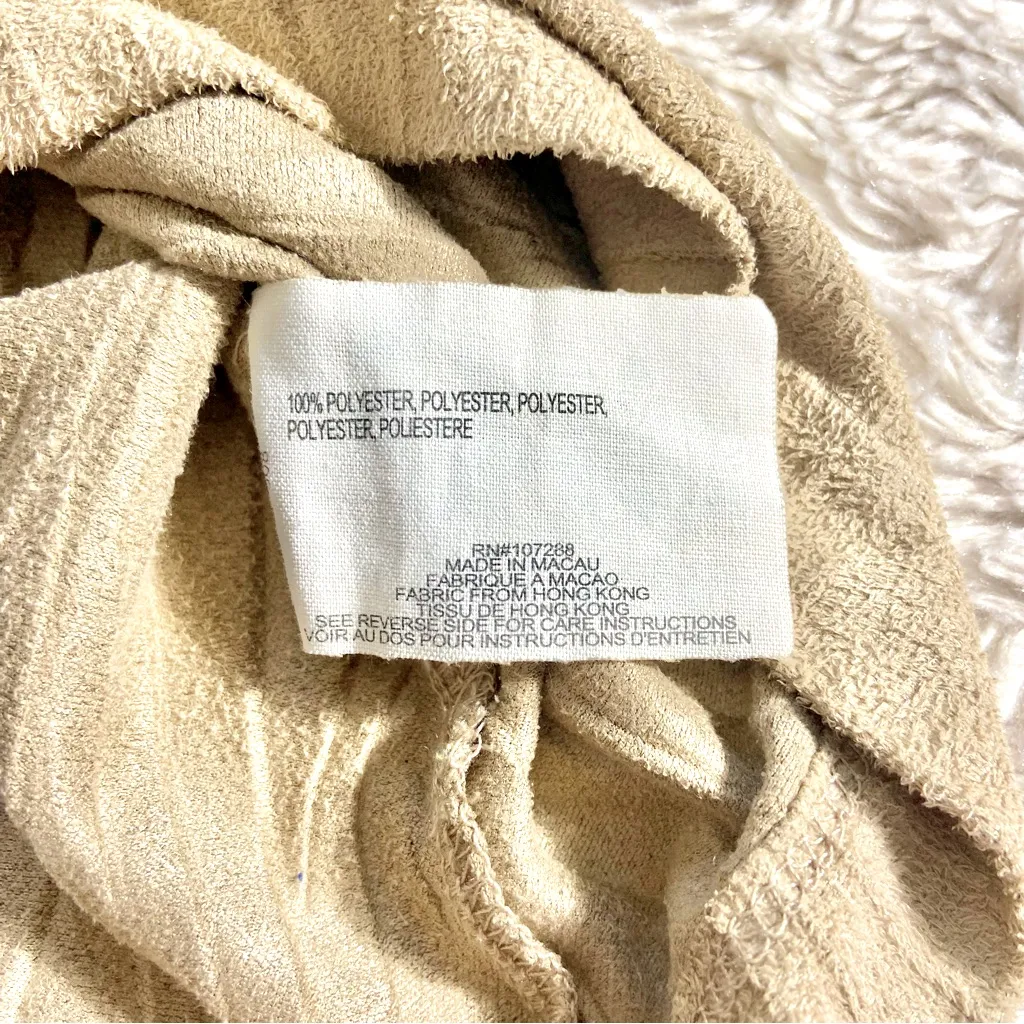 100% POLYESTER, POLYESTER, POLYESTER,
POLYESTER, POLIESTERE
RN#107288
MADE IN MACAU
FABRIQUE A MACAO
FABRIC FROM HONG KONG
TISSU DE HONG KONG
SEE REVERSE SIDE FOR CARE INSTRUCTIONS
VOIR AU DOS POUR INSTRUCTIONS D'ENTRETIEN